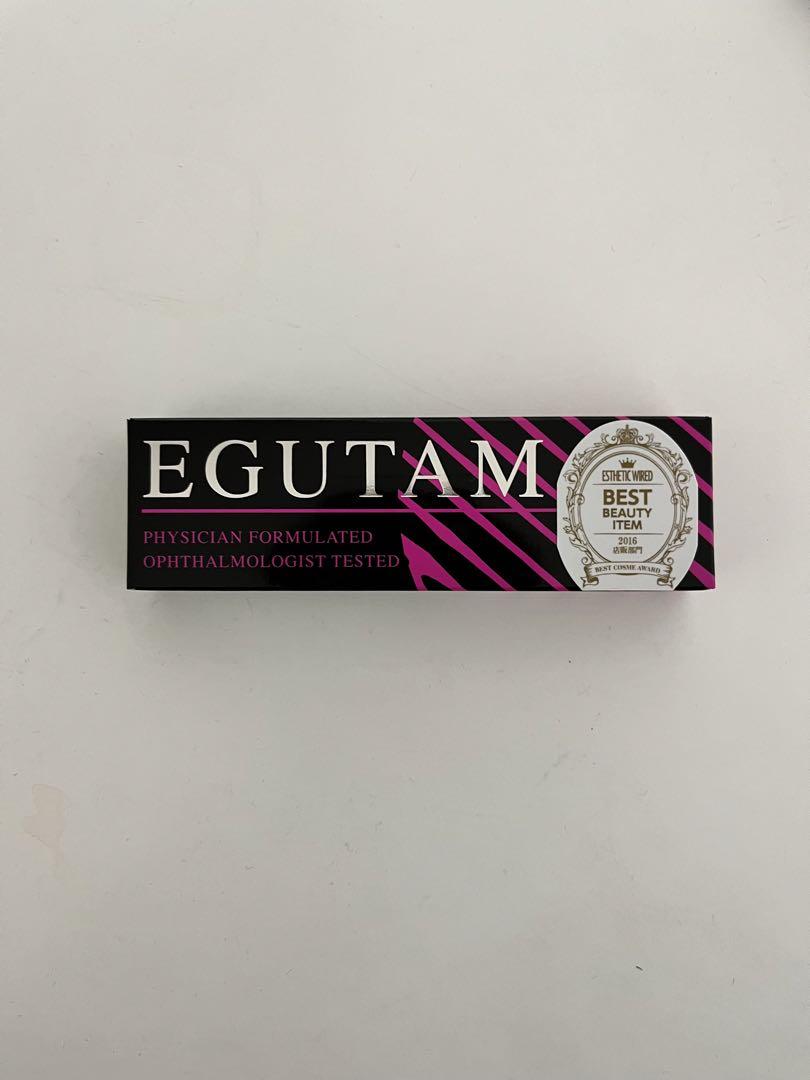 EGUTAM
PHYSICIAN FORMULATED
OPHTHALMOLOGIST TESTED
ESTHETIC WIRED
BEST
BEAUTY
ITEM
2016
店販部門
BEST COSME AWARD